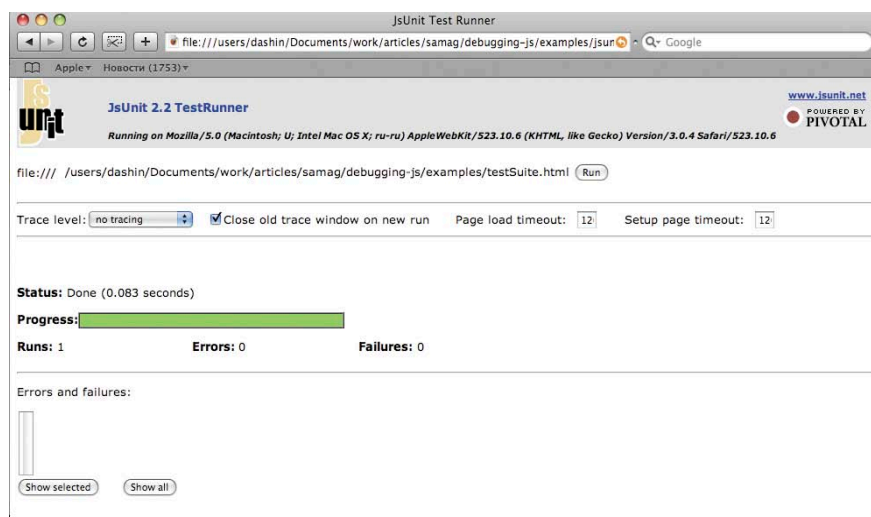 JsUnit Test Runner
file:///users/dashin/Documents/work/articles/samag/debugging-js/examples/jsun
Google
Apple Новости (1753)
JsUnit
JsUnit 2.2 TestRunner
www.jsunit.net
POWERED BY
PIVOTAL
Running on Mozilla/5.0 (Macintosh; U; Intel Mac OS X; ru-ru) AppleWebKit/523.10.6 (KHTML, like Gecko) Version/3.0.4 Safari/523.10.6
file:/// /users/dashin/Documents/work/articles/samag/debugging-js/examples/testSuite.html Run
Trace level: no tracing Close old trace window on new run Page load timeout: 12 Setup page timeout: 12
Status: Done (0.083 seconds)
Progress:
Runs: 1 Errors: 0 Failures: 0
Errors and failures:
Show selected Show all